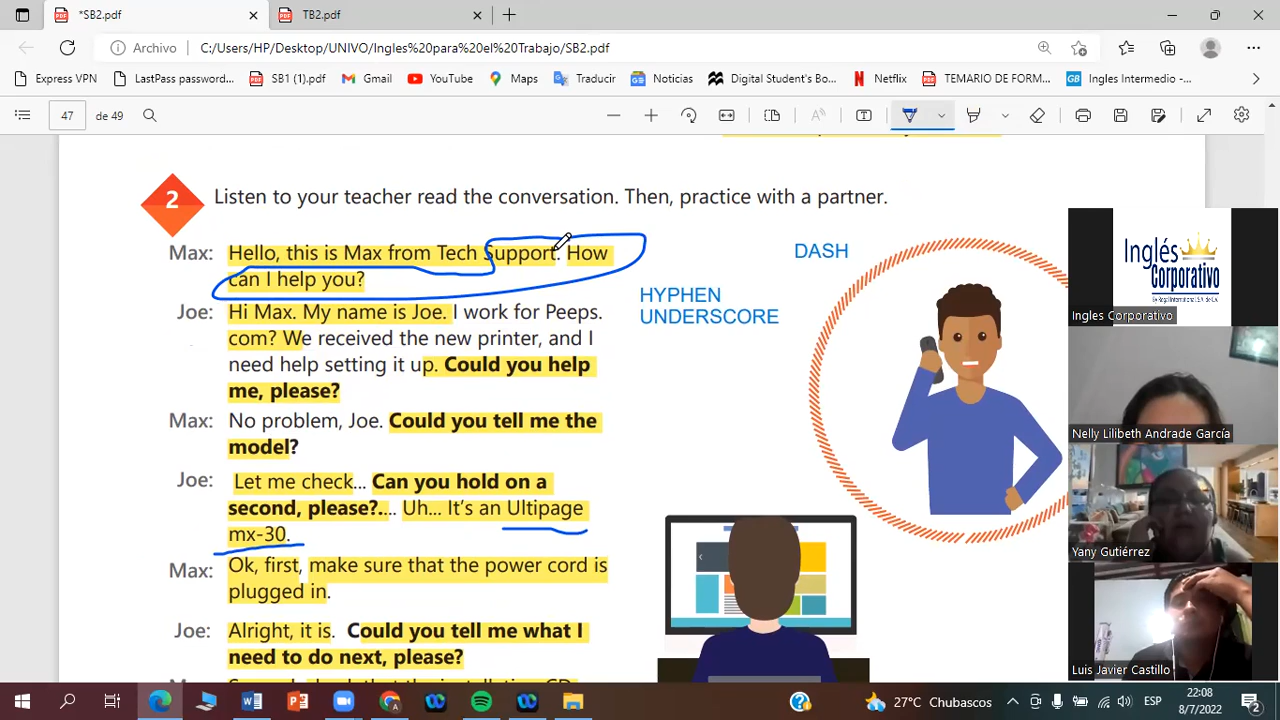 *SB2.pdf
TB2.pdf
Archivo
C:/Users/HP/Desktop/UNIVO/Ingles%20para%20el%20Trabajo/SB2.pdf
Express VPN
LastPass password...
SB1 (1).pdf
Gmail
YouTube
Maps
Traducir
Noticias
Digital Student's Bo...
Netflix
TEMARIO DE FORM...
Ingles Intermedio -...
47
de 49
2
Listen to your teacher read the conversation. Then, practice with a partner.
Max: Hello, this is Max from Tech Support. How
can I help you?
Joe: Hi Max. My name is Joe. I work for Peeps.
com? We received the new printer, and I
need help setting it up. Could you help
me, please?
Max: No problem, Joe. Could you tell me the
model?
Joe: Let me check... Can you hold on a
second, please?.... Uh... It's an Ultipage
mx-30.
Max: Ok, first, make sure that the power cord is
plugged in.
Joe: Alright, it is. Could you tell me what I
need to do next, please?
DASH
HYPHEN
UNDERSCORE
Inglés
Corporativo
Ingles Corporativo
Nelly Lilibeth Andrade García
Yany Gutiérrez
Luis Javier Castillo
27°C Chubascos
ESP
22:08
8/7/2022
2